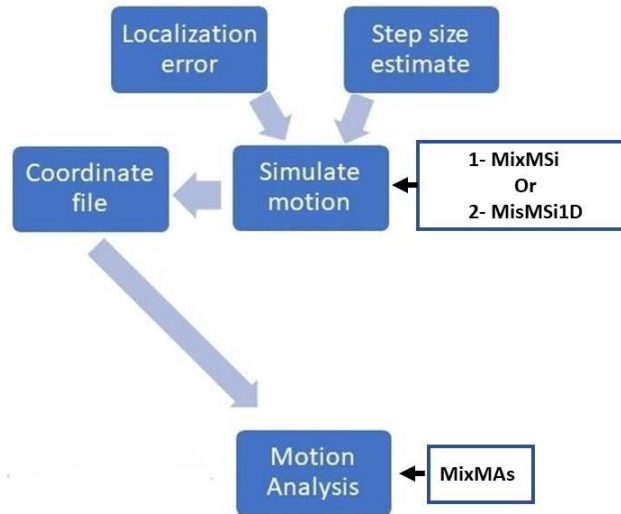 Localization
error
Step size
estimate
Coordinate
file
Simulate
motion
1- MixMSi
Or
2- MisMSi1D
Motion
Analysis
MixMAs